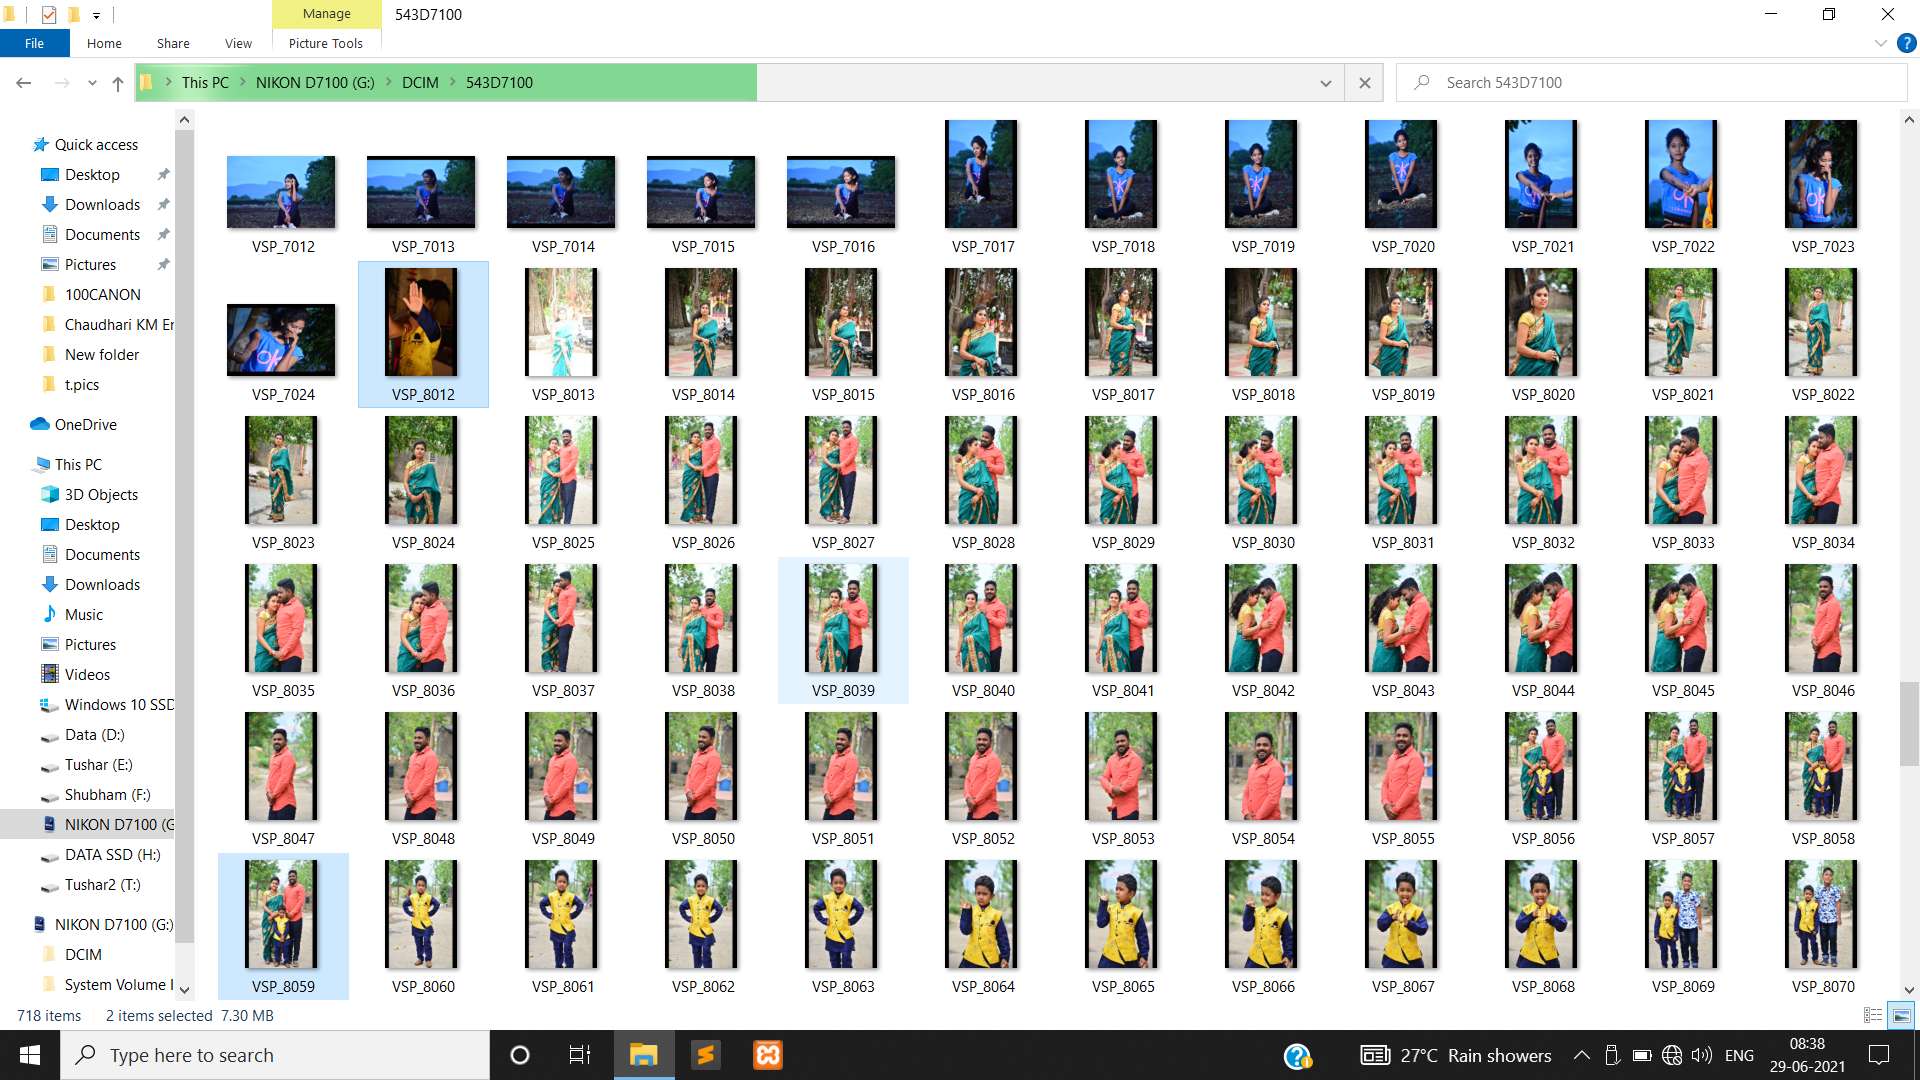 Manage
543D7100
File
Home
Share
View
Picture Tools
This PC
NIKON D7100 (G:)
DCIM
543D7100
Search 543D7100
Quick access
Desktop
Downloads
Documents
Pictures
100CANON
Chaudhari KM Er
New folder
t.pics
OneDrive
This PC
3D Objects
Desktop
Documents
Downloads
Music
Pictures
Videos
Windows 10 SSD
Data (D:)
Tushar (E:)
Shubham (F:)
NIKON D7100 (G
DATA SSD (H:)
Tushar2 (T:)
NIKON D7100 (G:)
DCIM
System Volume I
VSP_7012 VSP_7013 VSP_7014 VSP_7015 VSP_7016 VSP_7017 VSP_7018 VSP_7019 VSP_7020 VSP_7021 VSP_7022 VSP_7023
VSP_7024 VSP_8012 VSP_8013 VSP_8014 VSP_8015 VSP_8016 VSP_8017 VSP_8018 VSP_8019 VSP_8020 VSP_8021 VSP_8022
VSP_8023 VSP_8024 VSP_8025 VSP_8026 VSP_8027 VSP_8028 VSP_8029 VSP_8030 VSP_8031 VSP_8032 VSP_8033 VSP_8034
VSP_8035 VSP_8036 VSP_8037 VSP_8038 VSP_8039 VSP_8040 VSP_8041 VSP_8042 VSP_8043 VSP_8044 VSP_8045 VSP_8046
VSP_8047 VSP_8048 VSP_8049 VSP_8050 VSP_8051 VSP_8052 VSP_8053 VSP_8054 VSP_8055 VSP_8056 VSP_8057 VSP_8058
VSP_8059 VSP_8060 VSP_8061 VSP_8062 VSP_8063 VSP_8064 VSP_8065 VSP_8066 VSP_8067 VSP_8068 VSP_8069 VSP_8070
718 items 2 items selected 7.30 MB
Type here to search
27°C Rain showers
ENG
08:38
29-06-2021